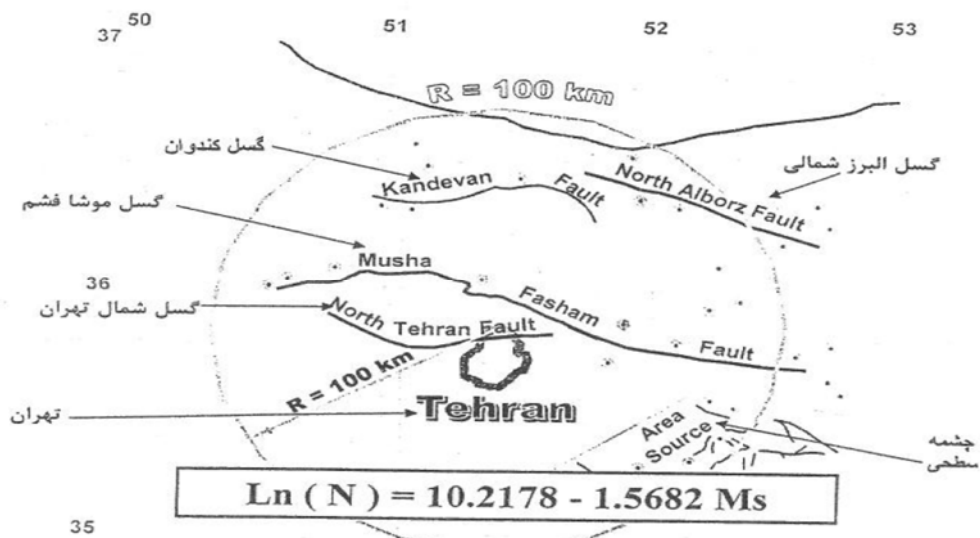 50
51
52
53
37
R = 100 km
گسل کندوان
گسل البرز شمالی
Kandevan Fault
North Alborz Fault
گسل موشا فشم
Musha Fasham Fault
36
گسل شمال تهران
North Tehran Fault
R = 100 km
Tehran
تهران
Area
Source
چشمه
سطحی
Ln ( N ) = 10.2178 - 1.5682 Ms
35